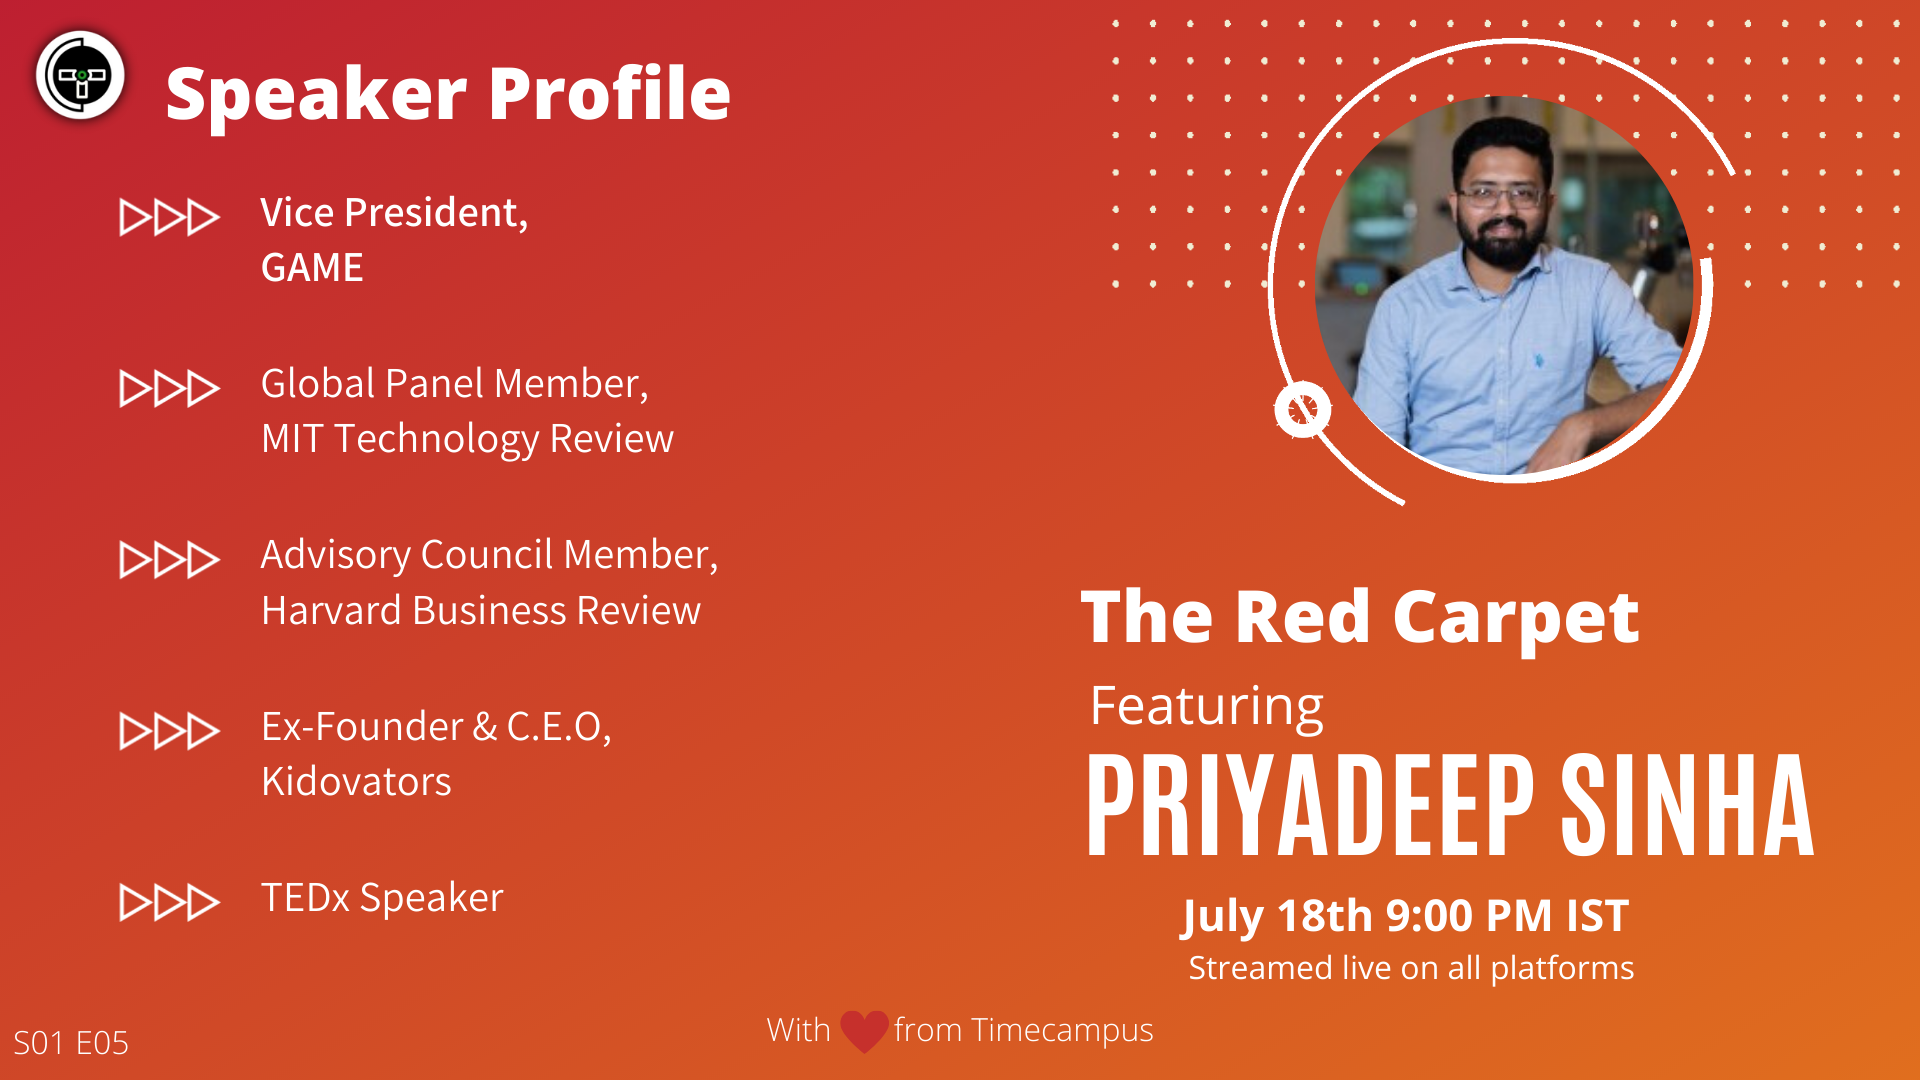 Speaker Profile
Vice President,
GAME
Global Panel Member,
MIT Technology Review
Advisory Council Member,
Harvard Business Review
Ex-Founder & C.E.O,
Kidovators
TEDx Speaker
The Red Carpet
Featuring
PRIYADEEP SINHA
July 18th 9:00 PM IST
Streamed live on all platforms
With from Timecampus
S01 E05